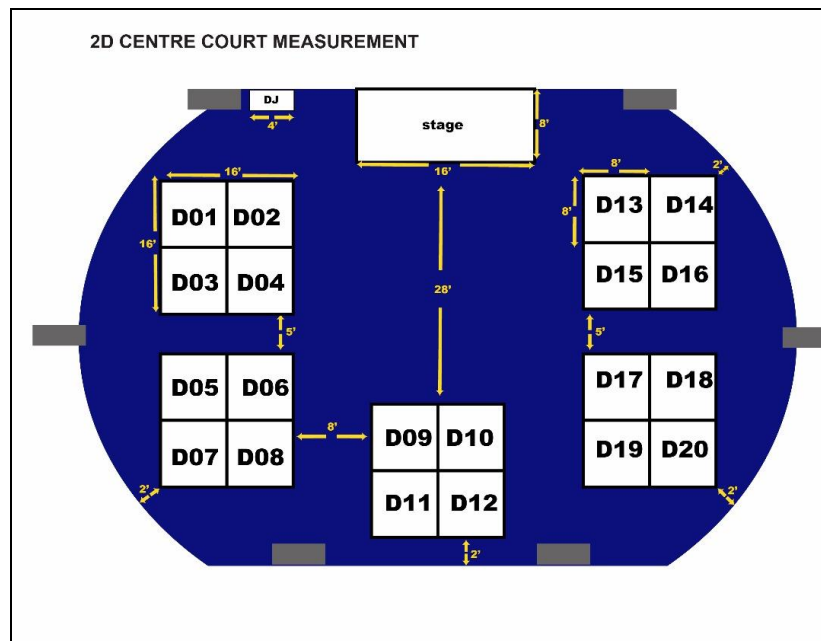 2D CENTRE COURT MEASUREMENT
DJ
4'
stage
8'
16'
16'
8'
2'
D01 D02
D13 D14
8'
16'
D03 D04
D15 D16
28'
5'
5'
D05 D06
D17 D18
D09 D10
8'
D07 D08
D19 D20
D11 D12
2'
2'
2'